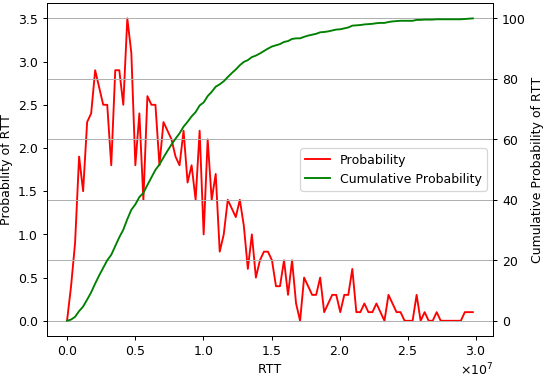 3.5
3.0
2.5
2.0
1.5
1.0
0.5
0.0
Probability of RTT
100
80
60
40
20
0
Cumulative Probability of RTT
Probability
Cumulative Probability
0.0 0.5 1.0 1.5 2.0 2.5 3.0
RTT
×10⁷